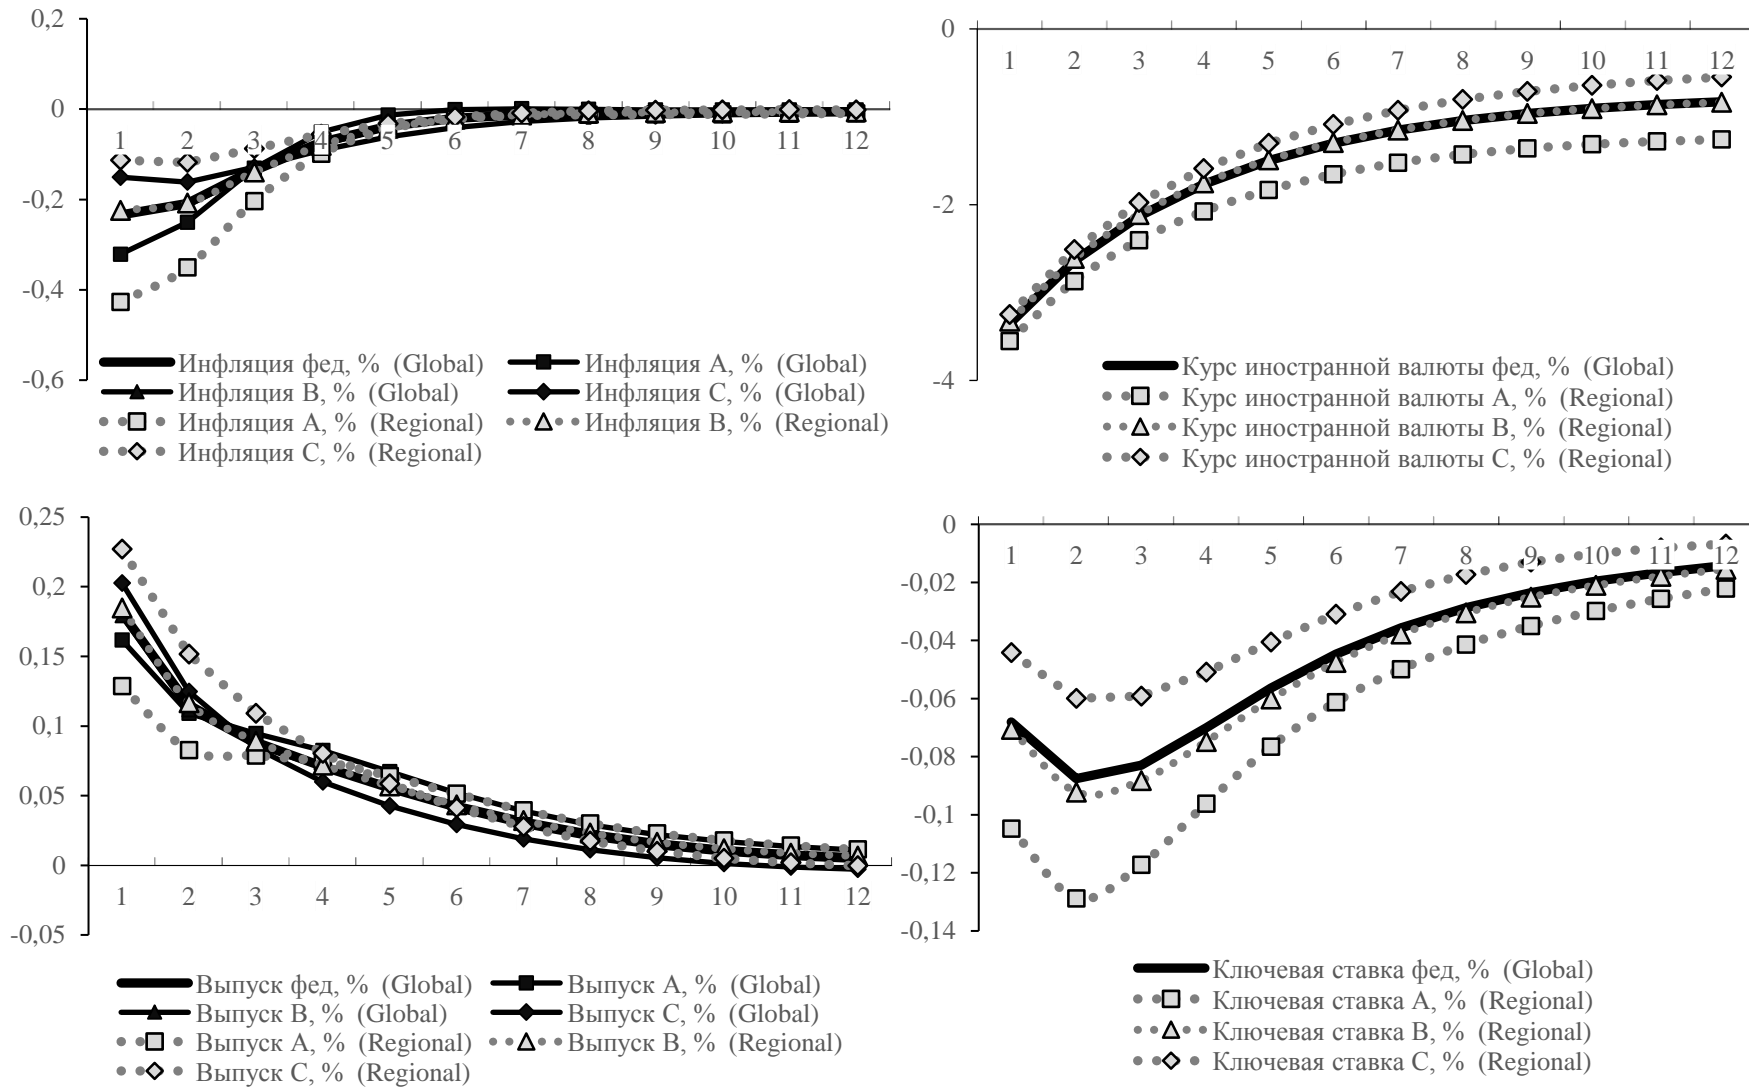 0,2
0
-0,2
-0,4
-0,6
1 2 3 4 5 6 7 8 9 10 11 12
Инфляция фед, % (Global)
Инфляция А, % (Global)
Инфляция В, % (Global)
Инфляция С, % (Global)
Инфляция А, % (Regional)
Инфляция В, % (Regional)
Инфляция С, % (Regional)
0
-2
-4
1 2 3 4 5 6 7 8 9 10 11 12
Курс иностранной валюты фед, % (Global)
Курс иностранной валюты А, % (Regional)
Курс иностранной валюты В, % (Regional)
Курс иностранной валюты С, % (Regional)
0,25
0,2
0,15
0,1
0,05
0
-0,05
1 2 3 4 5 6 7 8 9 10 11 12
Выпуск фед, % (Global)
Выпуск А, % (Global)
Выпуск В, % (Global)
Выпуск С, % (Global)
Выпуск А, % (Regional)
Выпуск В, % (Regional)
Выпуск С, % (Regional)
0
-0,02
-0,04
-0,06
-0,08
-0,1
-0,12
-0,14
1 2 3 4 5 6 7 8 9 10 11 12
Ключевая ставка фед, % (Global)
Ключевая ставка А, % (Regional)
Ключевая ставка В, % (Regional)
Ключевая ставка С, % (Regional)